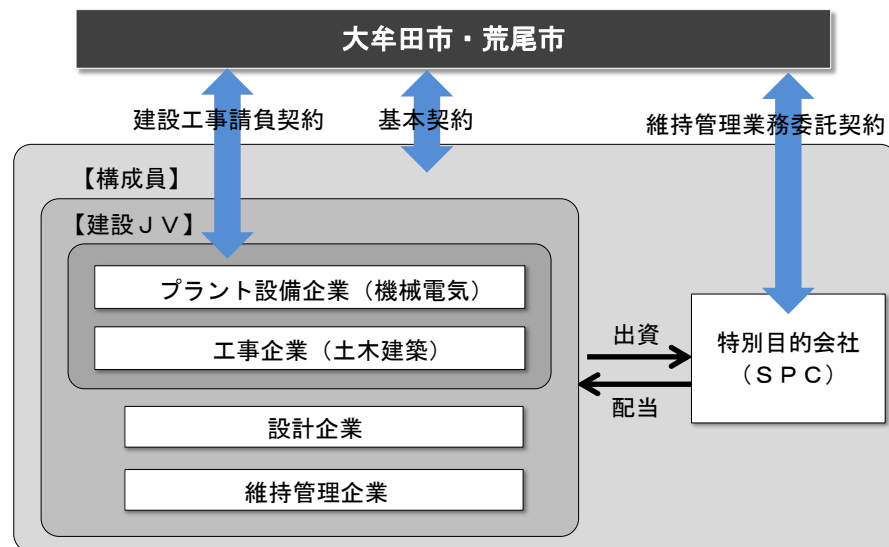 大牟田市・荒尾市
建設工事請負契約
基本契約
維持管理業務委託契約
【構成員】
【建設ＪＶ】
プラント設備企業（機械電気）
工事企業（土木建築）
設計企業
維持管理企業
出資
配当
特別目的会社
（ＳＰＣ）